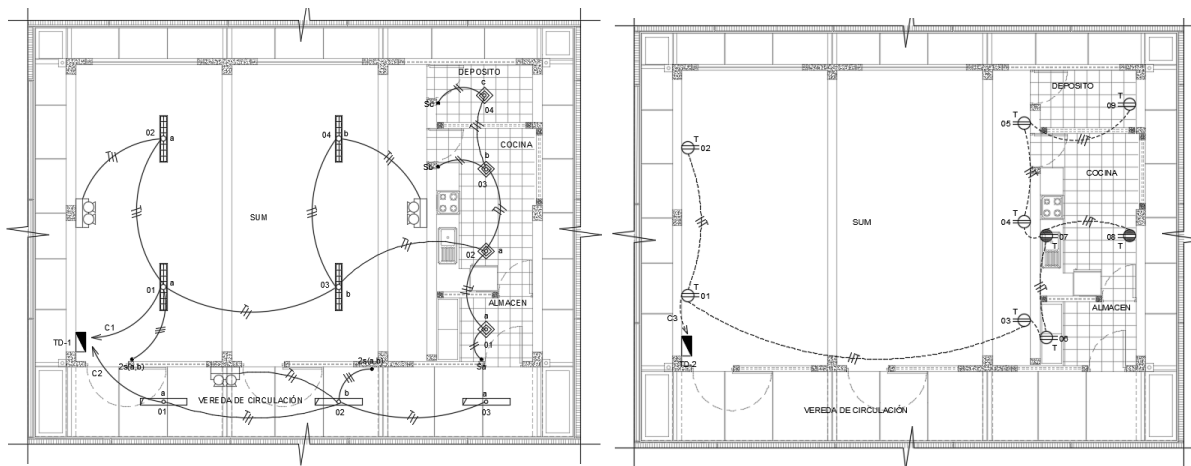 DEPOSITO
c
Sc
04
02
a
04
b
COCINA
b
Sb
03
SUM
a
02
a
01
b
03
ALMACEN
a
01
C1
TD-1
C2
2s(a,b)
2s(a,b)
Sa
a
01
VEREDA DE CIRCULACIÓN
b
02
a
03
DEPOSITO
T
09
T
05
T
02
COCINA
T
04
SUM
T
07
T
08
T
01
ALMACEN
T
03
T
06
C3
TD-2
VEREDA DE CIRCULACIÓN